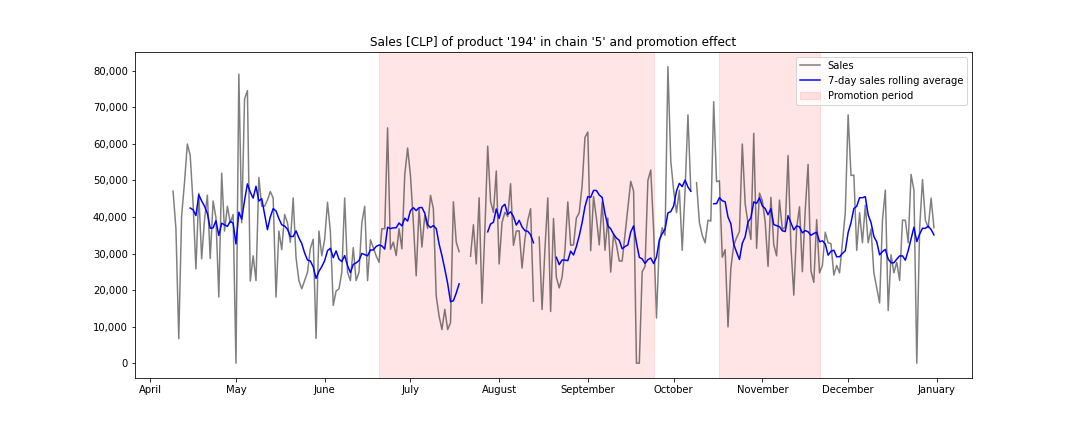 Sales [CLP] of product '194' in chain '5' and promotion effect
Sales
7-day sales rolling average
Promotion period
80,000
70,000
60,000
50,000
40,000
30,000
20,000
10,000
0
April May June July August September October November December January